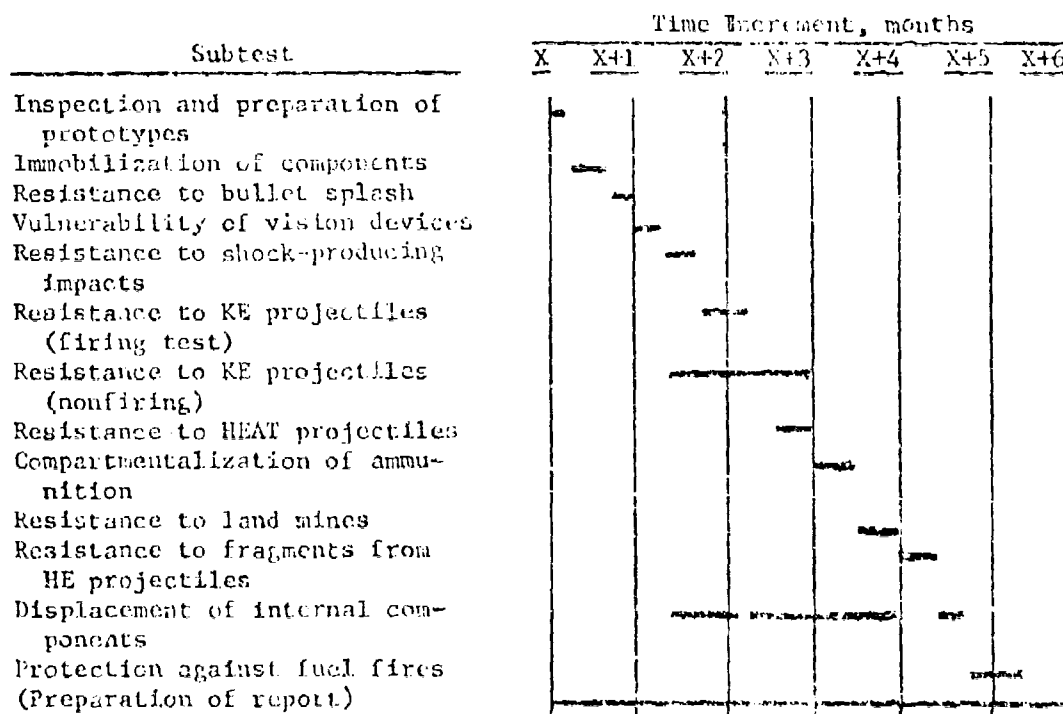 Time Increment, months
Subtest X X+1 X+2 X+3 X+4 X+5 X+6
Inspection and preparation of
prototypes
Immobilization of components
Resistance to bullet splash
Vulnerability of vision devices
Resistance to shock-producing
impacts
Resistance to KE projectiles
(firing test)
Resistance to KE projectiles
(nonfiring)
Resistance to HEAT projectiles
Compartmentalization of ammu-
nition
Resistance to land mines
Resistance to fragments from
HE projectiles
Displacement of internal com-
ponents
Protection against fuel fires
(Preparation of report)